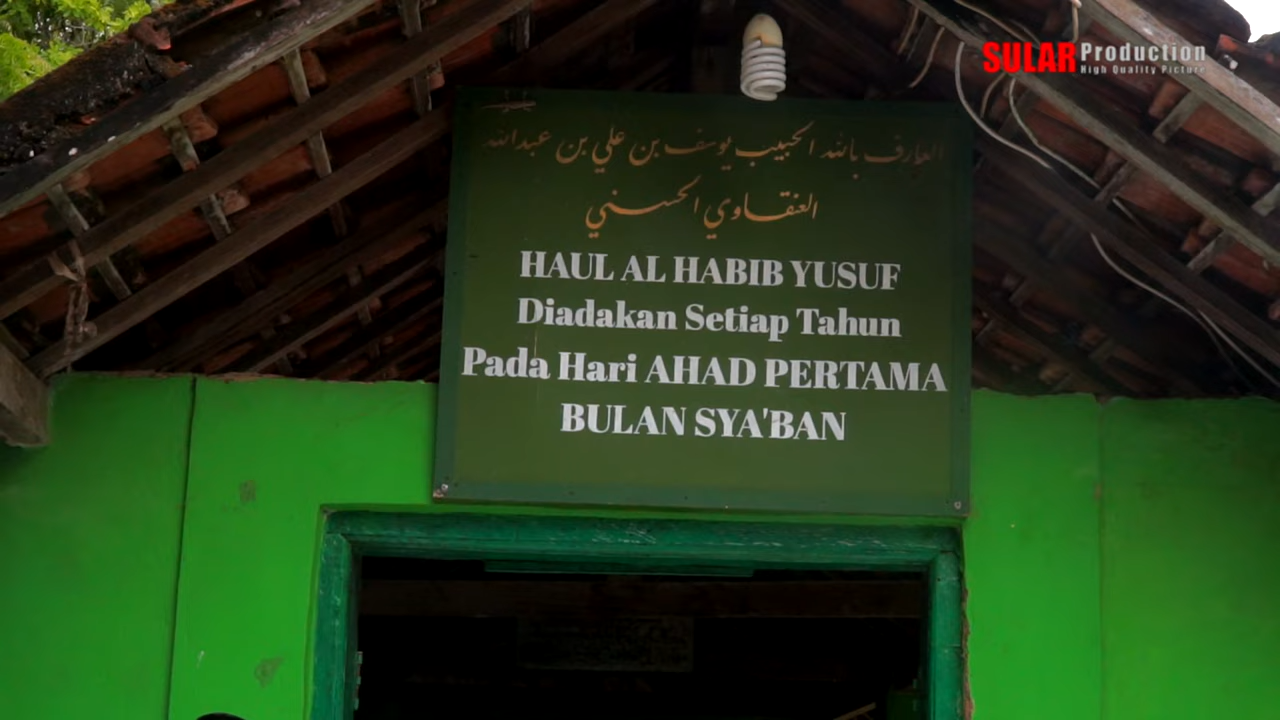 SULAR Production
High Quality Picture
العارف بالله الحبيب يوسف بن علي بن عبدالله
العنقاوي الحسني
HAUL AL HABIB YUSUF
Diadakan Setiap Tahun
Pada Hari AHAD PERTAMA
BULAN SYA'BAN